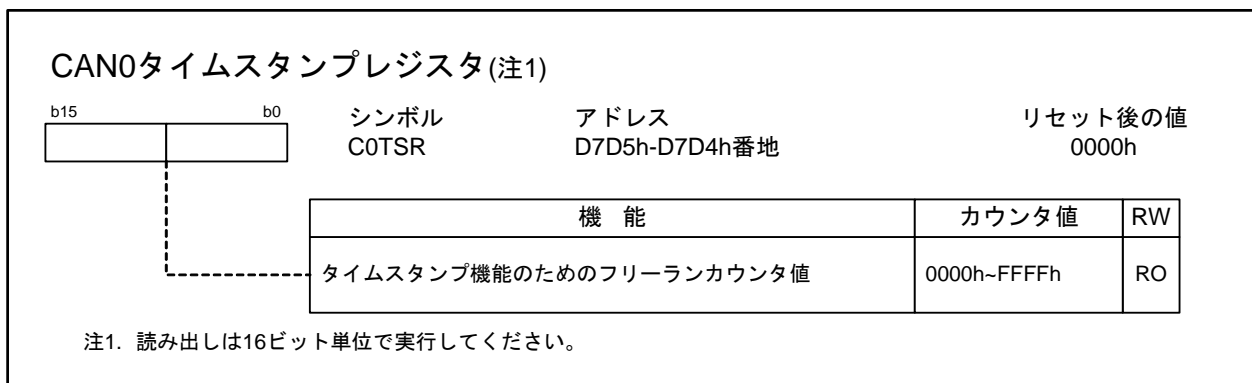 CAN0タイムスタンプレジスタ(注1)
b15 b0 シンボル アドレス リセット後の値
C0TSR D7D5h-D7D4h番地 0000h
機 能 カウンタ値 RW
タイムスタンプ機能のためのフリーランカウンタ値 0000h~FFFFh RO
注1. 読み出しは16ビット単位で実行してください。